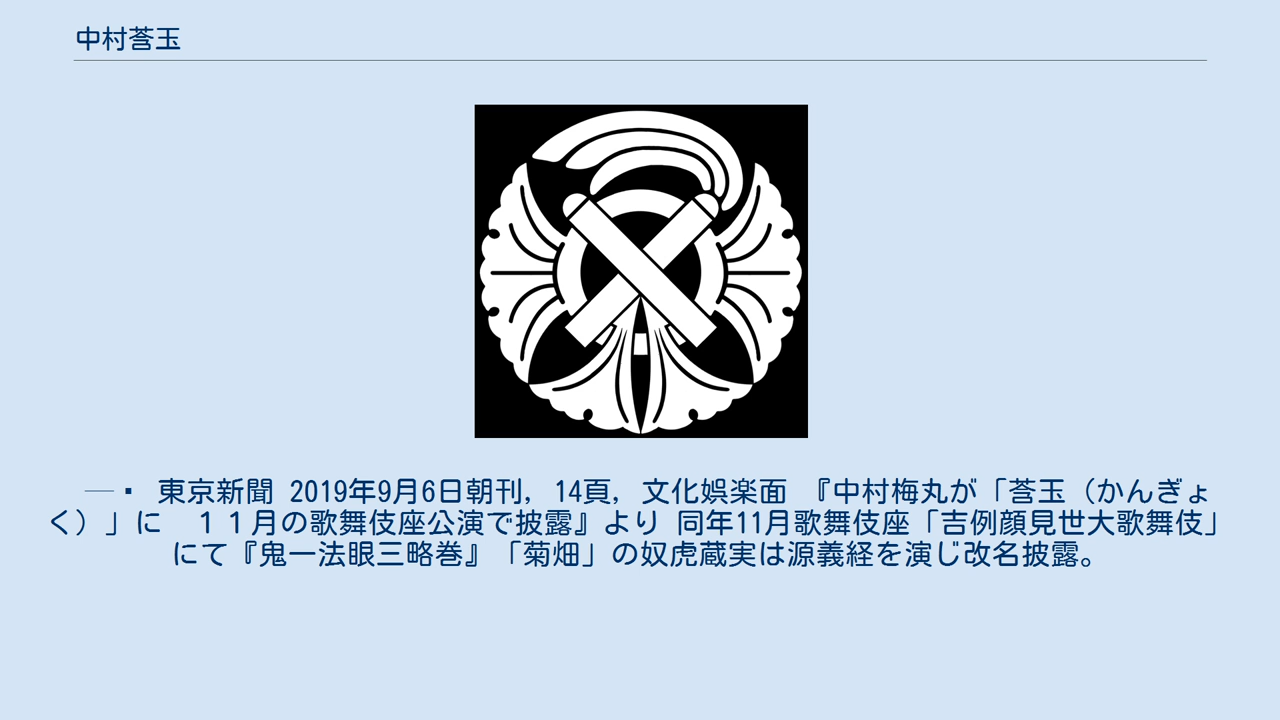 中村莟玉
―▪ 東京新聞 2019年9月6日朝刊, 14頁, 文化娯楽面 『中村梅丸が「莟玉（かんぎょ
く）」に　１１月の歌舞伎座公演で披露』より 同年11月歌舞伎座「吉例顔見世大歌舞伎」
にて『鬼一法眼三略巻』「菊畑」の奴虎蔵実は源義経を演じ改名披露。